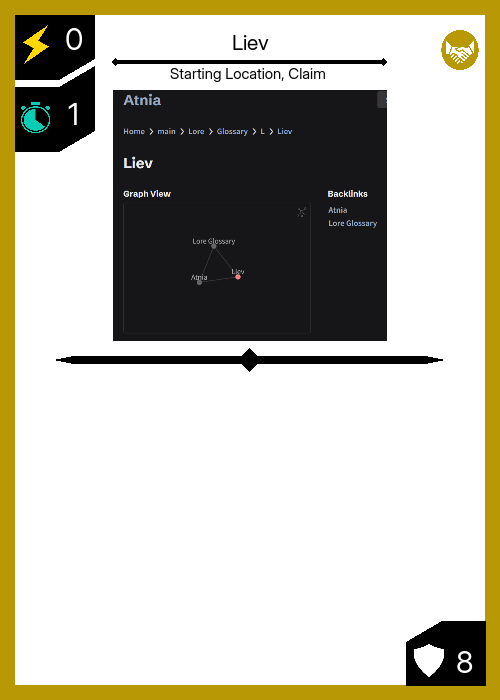 0
Liev
Starting Location, Claim
1
Atnia
Home > main > Lore > Glossary > L > Liev
Liev
Graph View
Backlinks
Atnia
Lore Glossary
Lore Glossary
Liev
Atnia
8